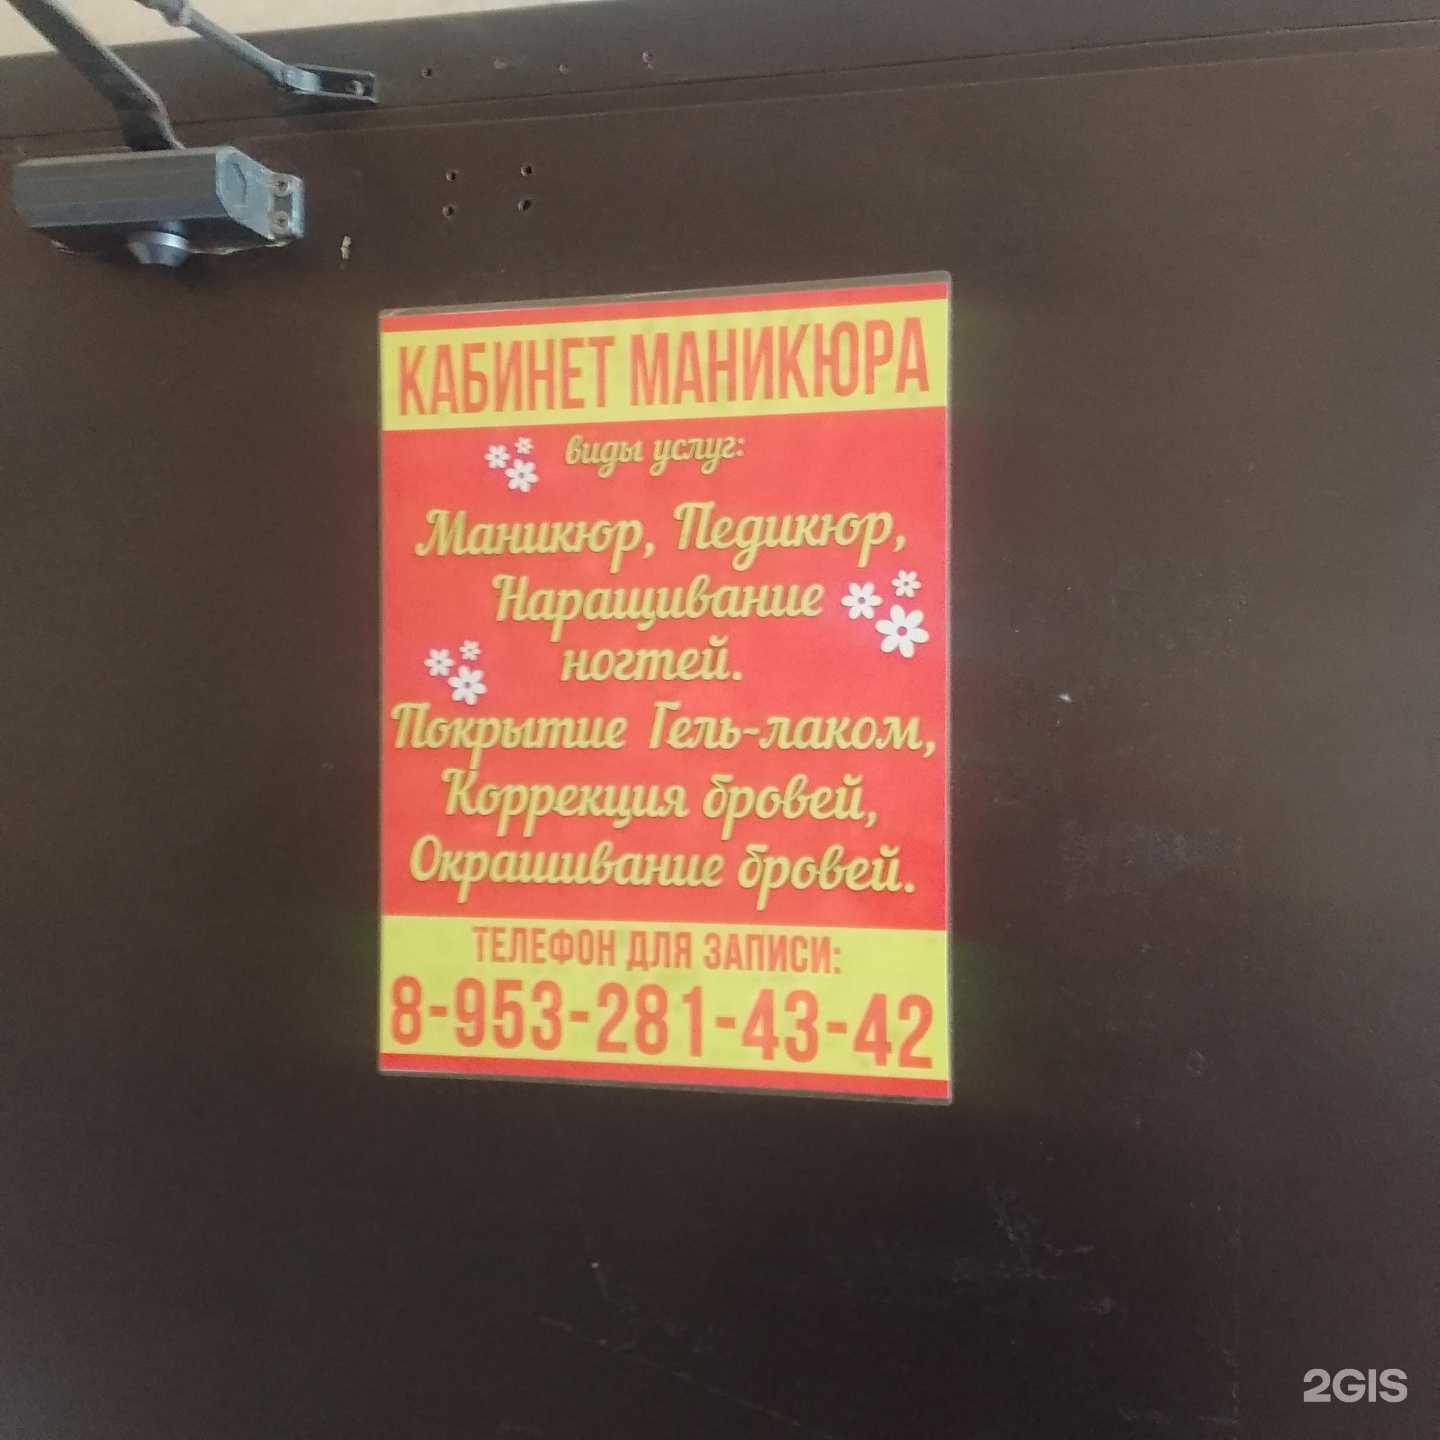 КАБИНЕТ МАНИКЮРА
виды услуг:
Маникюр, Педикюр,
Наращивание
ногтей.
Покрытие Гель-лаком,
Коррекция бровей,
Окрашивание бровей.
ТЕЛЕФОН ДЛЯ ЗАПИСИ:
8-953-281-43-42
2GIS